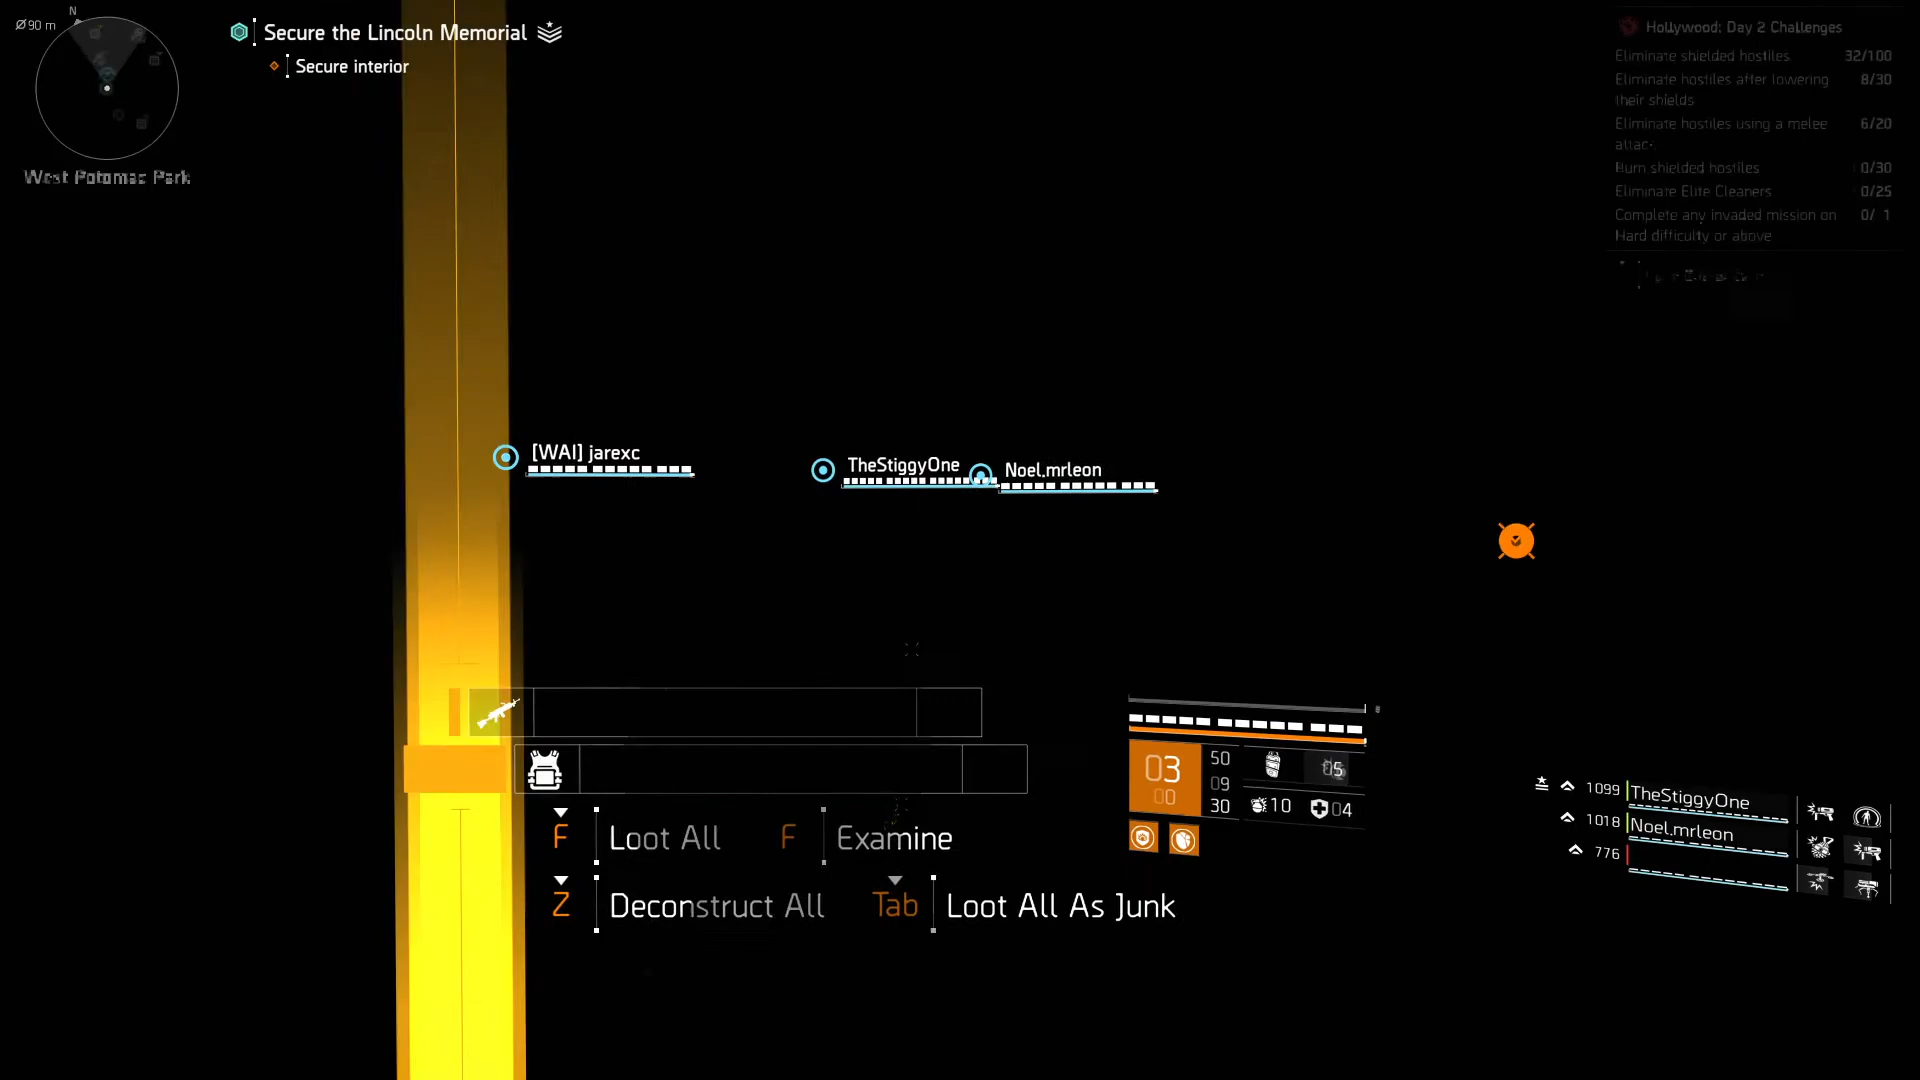 90 m
N
West Potomac Park
Secure the Lincoln Memorial
Secure interior
Hollywood: Day 2 Challenges
Eliminate shielded hostiles 32/100
Eliminate hostiles after lowering 8/30
their shields
Eliminate hostiles using a melee 6/20
attac
Burn shielded hostiles 0/30
Eliminate Elite Cleaners 0/25
Complete any invaded mission on 0/ 1
Hard difficulty or above
[WAI] jarexc
TheStiggyOne
Noel.mrleon
03
00
50
09
30
05
10
04
F Loot All
F Examine
Z Deconstruct All
Tab Loot All As Junk
1099 TheStiggyOne
1018 Noel.mrleon
776